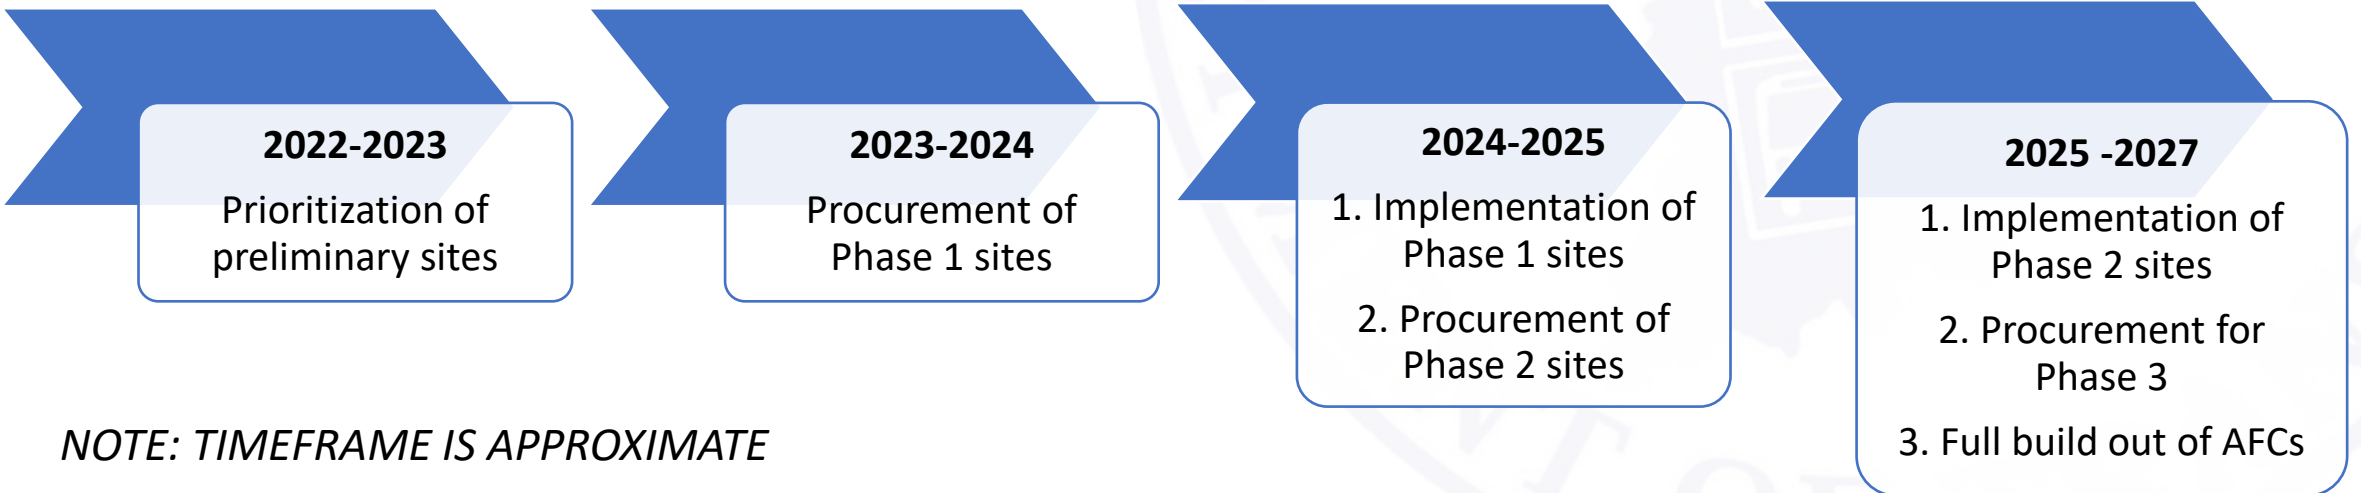 2022-2023
Prioritization of
preliminary sites
2023-2024
Procurement of
Phase 1 sites
2024-2025
1. Implementation of
Phase 1 sites
2. Procurement of
Phase 2 sites
2025 -2027
1. Implementation of
Phase 2 sites
2. Procurement for
Phase 3
3. Full build out of AFCs
NOTE: TIMEFRAME IS APPROXIMATE